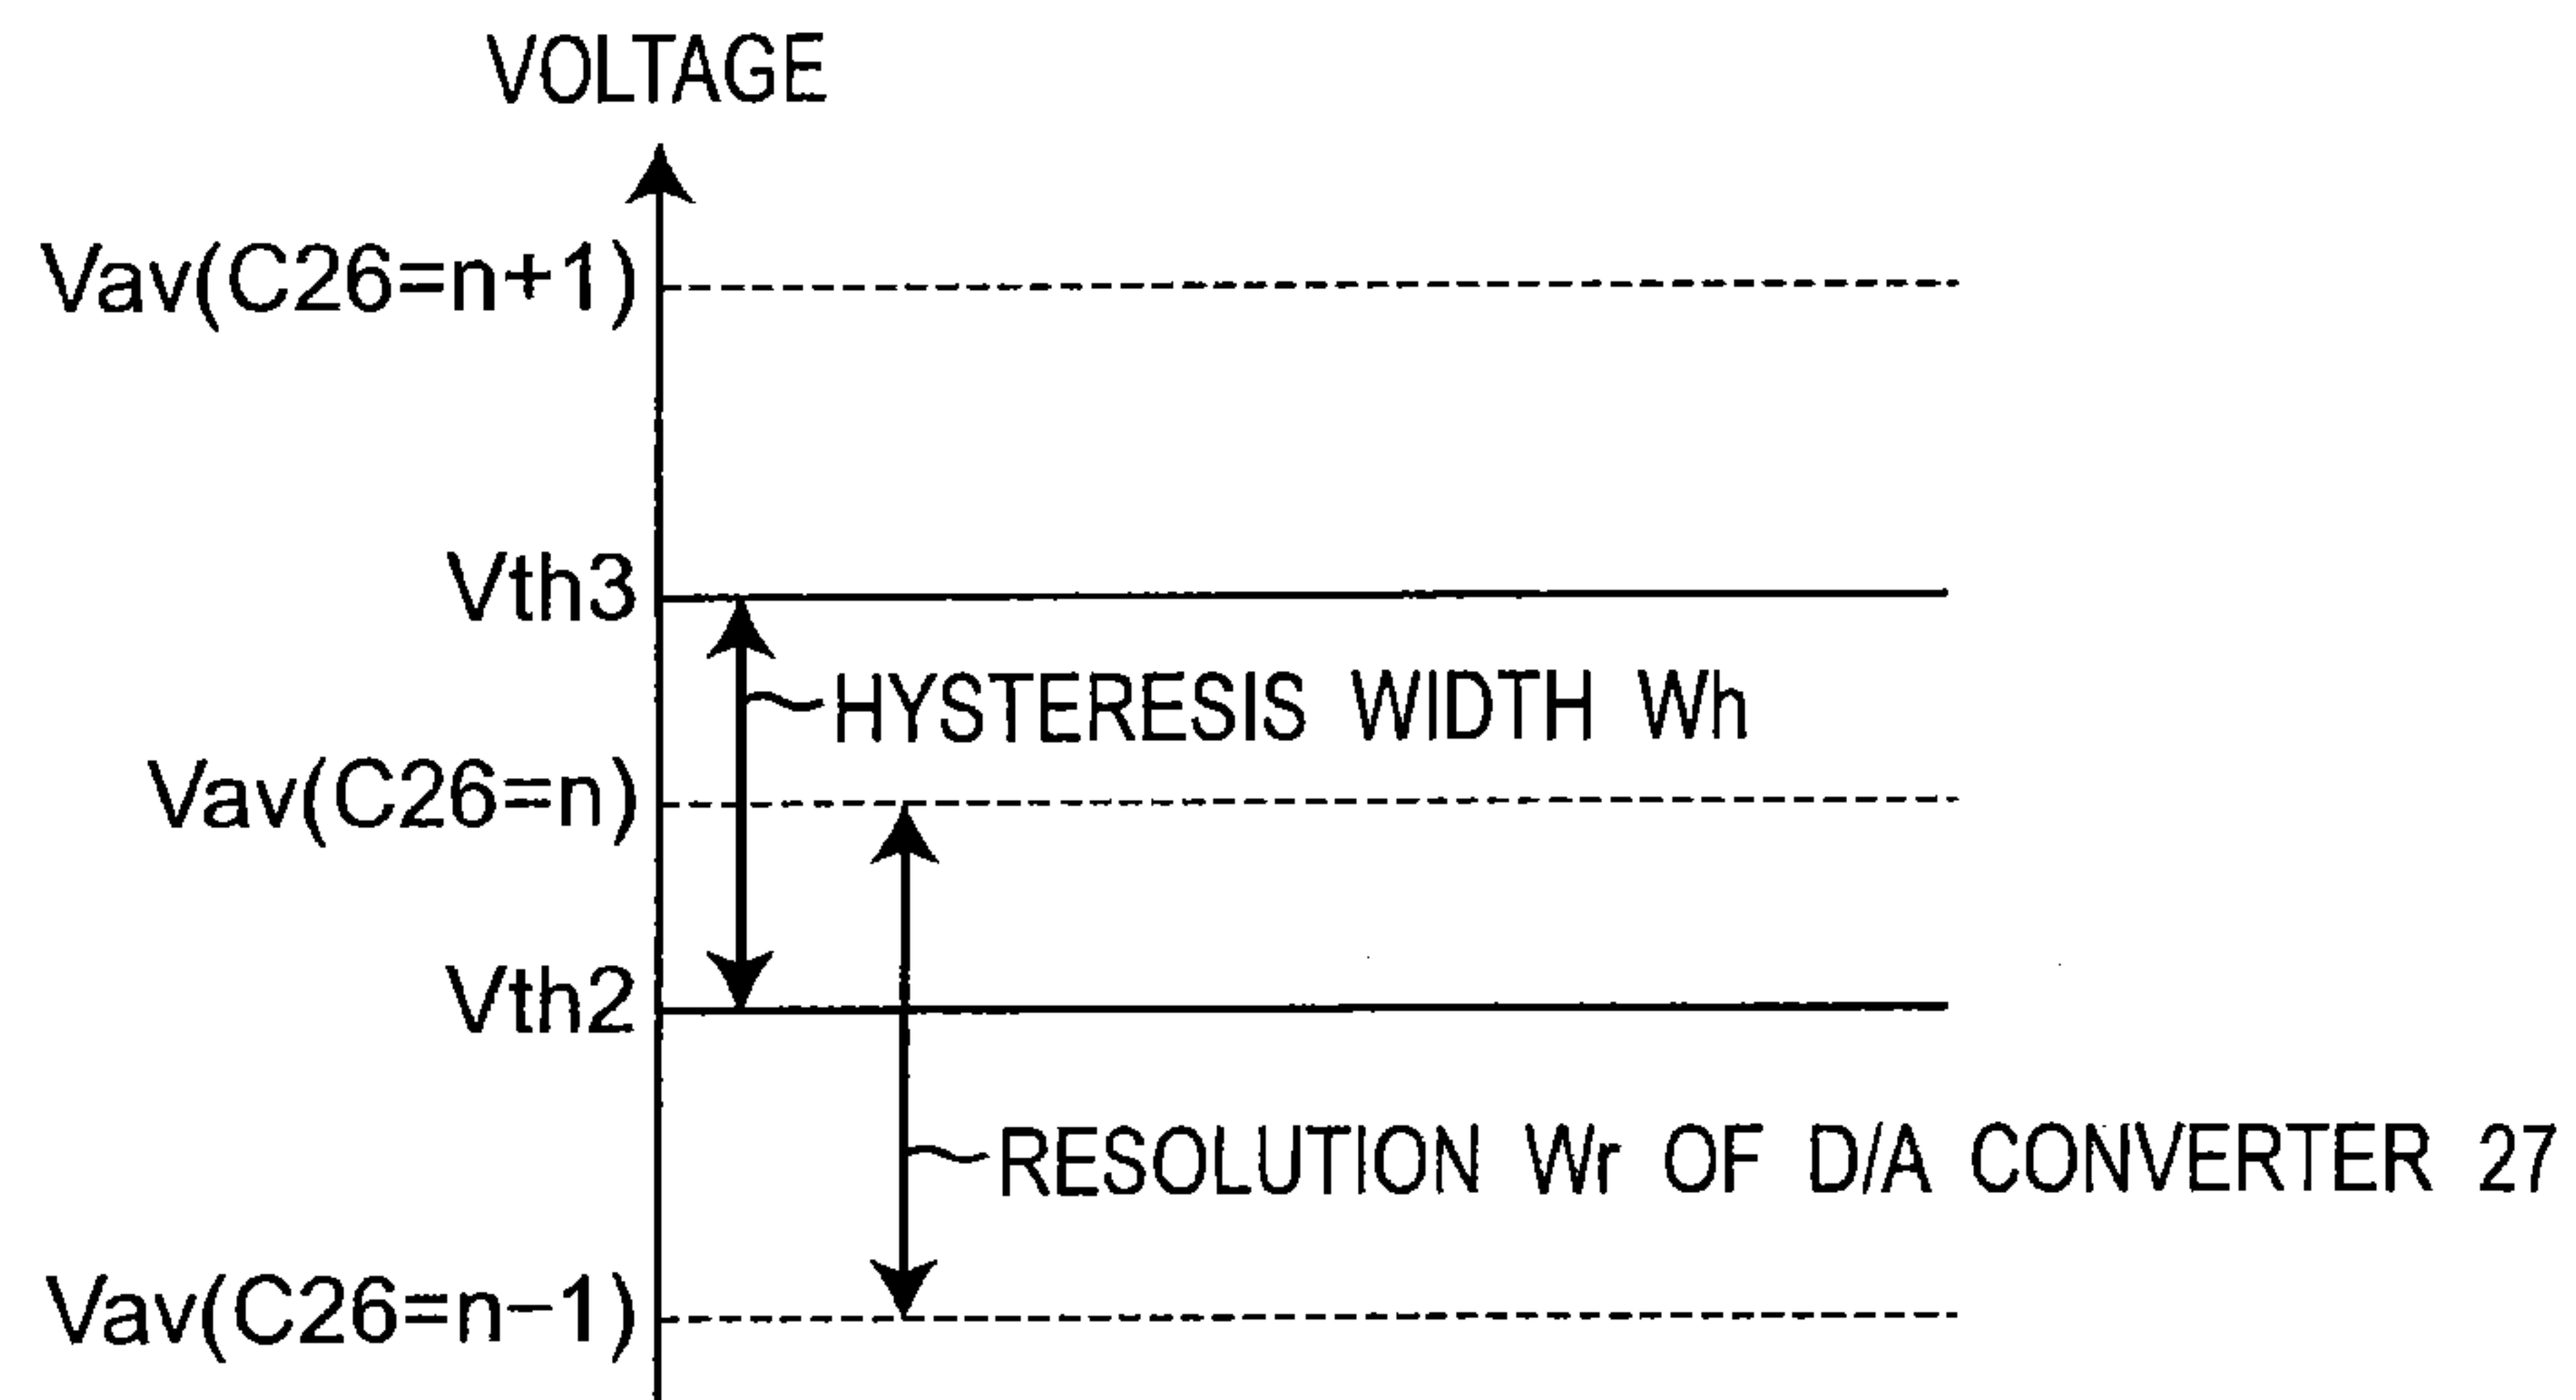 VOLTAGE
Vav(C26=n+1)
Vth3
HYSTERESIS WIDTH Wh
Vav(C26=n)
Vth2
RESOLUTION Wr OF D/A CONVERTER 27
Vav(C26=n−1)